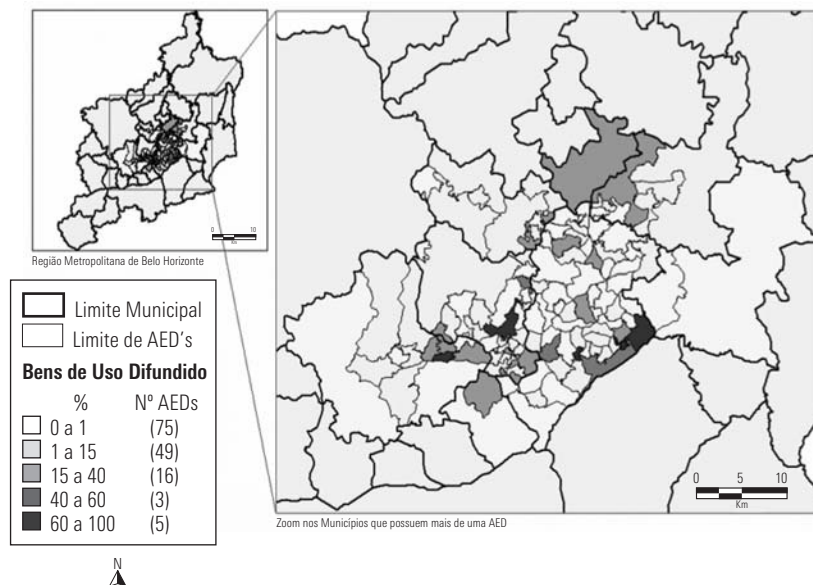 0 10
Km
Região Metropolitana de Belo Horizonte
Limite Municipal
Limite de AED's
Bens de Uso Difundido
% Nº AEDs
0 a 1 (75)
1 a 15 (49)
15 a 40 (16)
40 a 60 (3)
60 a 100 (5)
N
0 5 10
Km
Zoom nos Municípios que possuem mais de uma AED